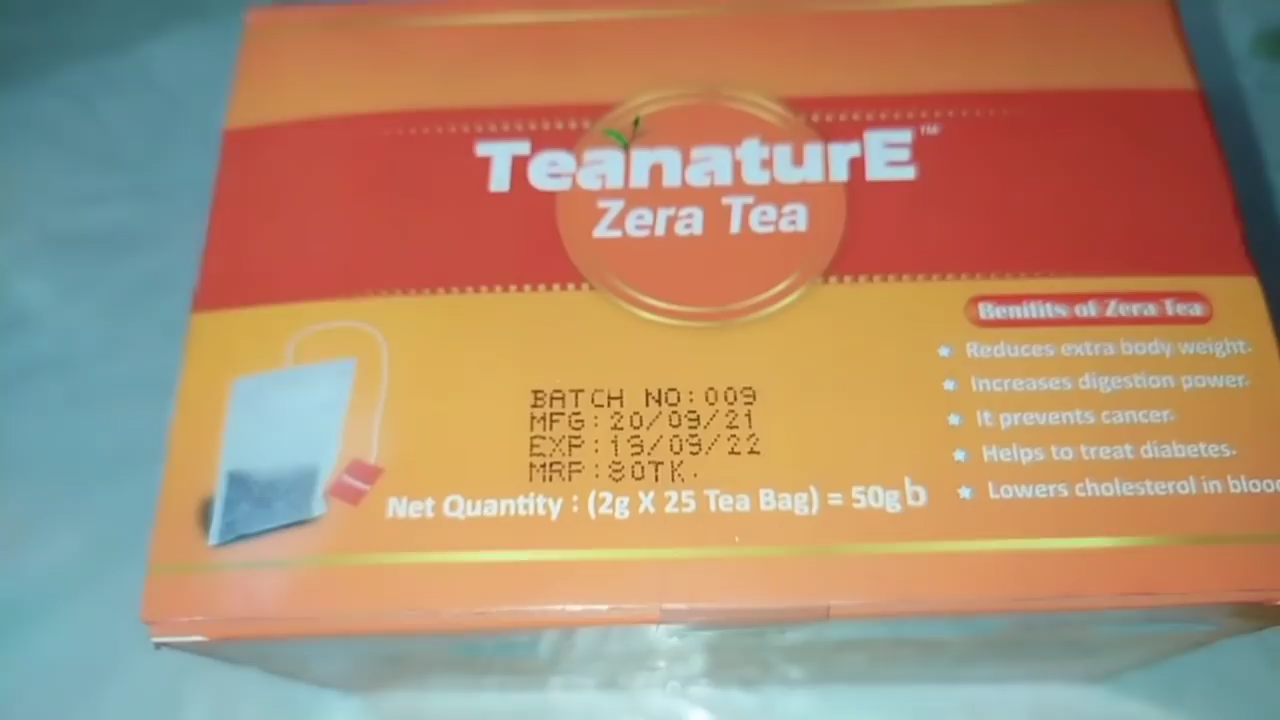 TeanaturE™
Zera Tea
Benifits of Zera Tea
Reduces extra body weight.
Increases digestion power.
It prevents cancer.
Helps to treat diabetes.
Lowers cholesterol in blood
BATCH NO:009
MFG:20/09/21
EXP:19/09/22
MRP:80TK.
Net Quantity : (2g X 25 Tea Bag) = 50g b